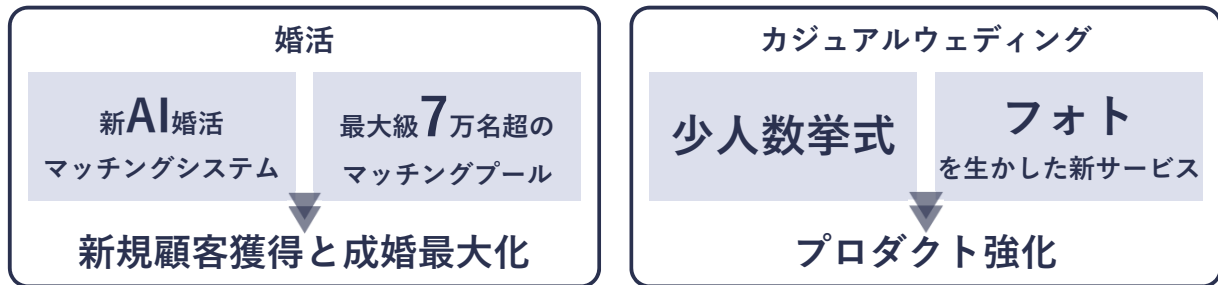 婚活
新AI婚活
マッチングシステム
最大級7万名超の
マッチングプール
新規顧客獲得と成婚最大化
カジュアルウェディング
少人数挙式
フォト
を生かした新サービス
プロダクト強化